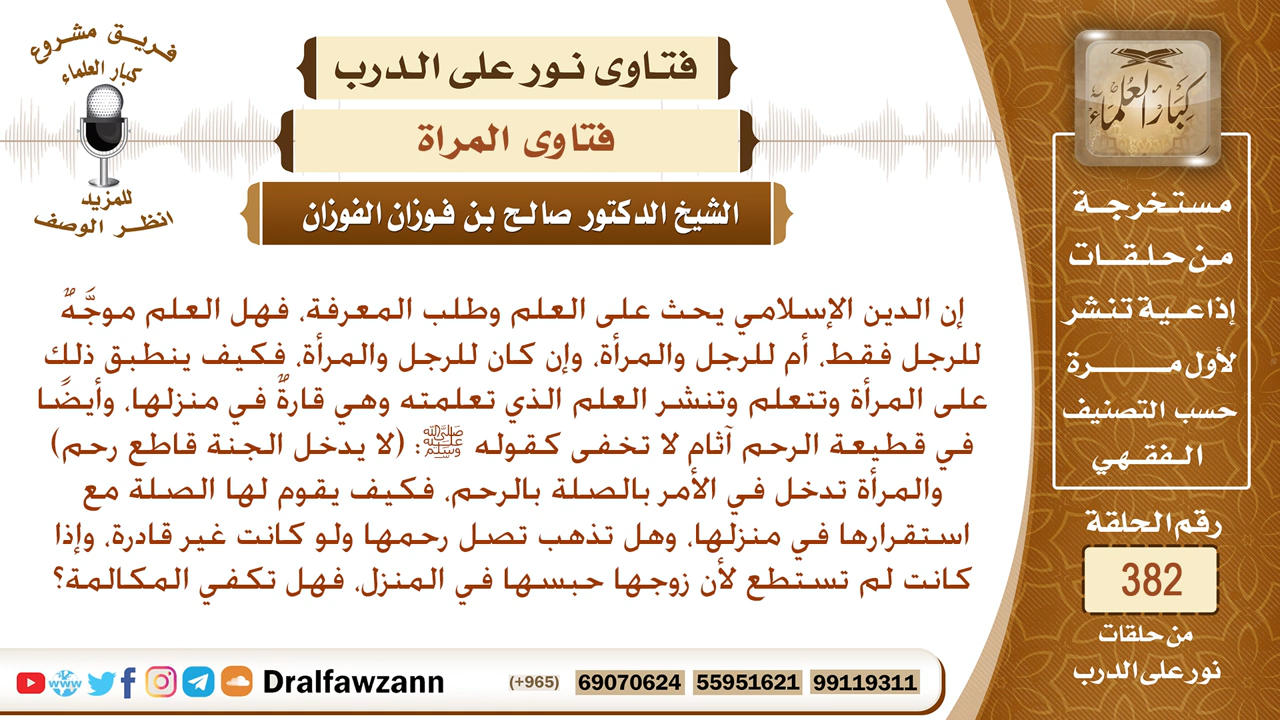 فريق مشروع
كبار العلماء
للمزيد
انظر الوصف
فتاوى نور على الدرب
فتاوى المراة
الشيخ الدكتور صالح بن فوزان الفوزان
إن الدين الإسلامي يحث على العلم وطلب المعرفة، فهل العلم موجَّهٌ
للرجل فقط، أم للرجل والمرأة، وإن كان للرجل والمرأة، فكيف ينطبق ذلك
على المرأة وتتعلم وتنشر العلم الذي تعلمته وهي قارةٌ في منزلها، وأيضًا
في قطيعة الرحم آثام لا تخفى كقوله ﷺ: (لا يدخل الجنة قاطع رحم)
والمرأة تدخل في الأمر بالصلة بالرحم، فكيف يقوم لها الصلة مع
استقرارها في منزلها، وهل تذهب تصل رحمها ولو كانت غير قادرة، وإذا
كانت لم تستطع لأن زوجها حبسها في المنزل، فهل تكفي المكالمة؟
كبار العلماء
مستخرجة
من حلقات
إذاعية تنشر
لأول مرة
حسب التصنيف
الفقهي
رقم الحلقة
382
من حلقات
نور على الدرب
www
Dralfawzann
(+965) 69070624 55951621 99119311